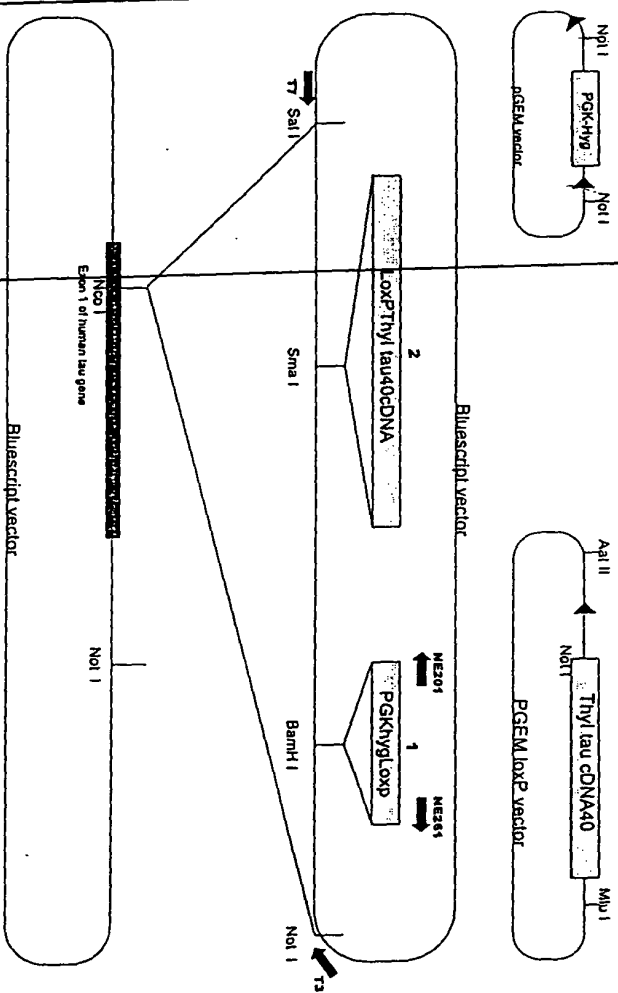 Not I
PGK-Hyg
Not I
pGEM vector
Aat II
Not I
Thyl tau cDNA40
Mlu I
PGEM loxP vector
Bluescript vector
2
LoxPThyl tau40cDNA
NE201
1
NE261
PGKhygLoxp
T7
Sal I
Sma I
BamH I
Not I
T3
Nco I
Exon 1 of human tau gene
Not I
Bluescript vector